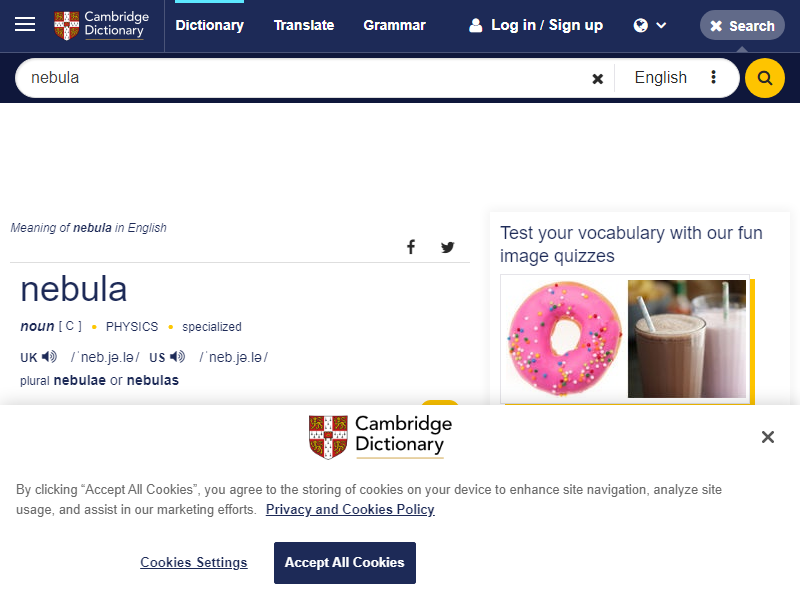 Cambridge
Dictionary
Dictionary
Translate
Grammar
Log in / Sign up
Search
nebula
English
Meaning of nebula in English
nebula
noun [ C ] • PHYSICS • specialized
UK /ˈneb.jə.lə/ US /ˈneb.jə.lə/
plural nebulae or nebulas
Test your vocabulary with our fun
image quizzes
Cambridge
Dictionary
By clicking “Accept All Cookies”, you agree to the storing of cookies on your device to enhance site navigation, analyze site
usage, and assist in our marketing efforts. Privacy and Cookies Policy
Cookies Settings
Accept All Cookies